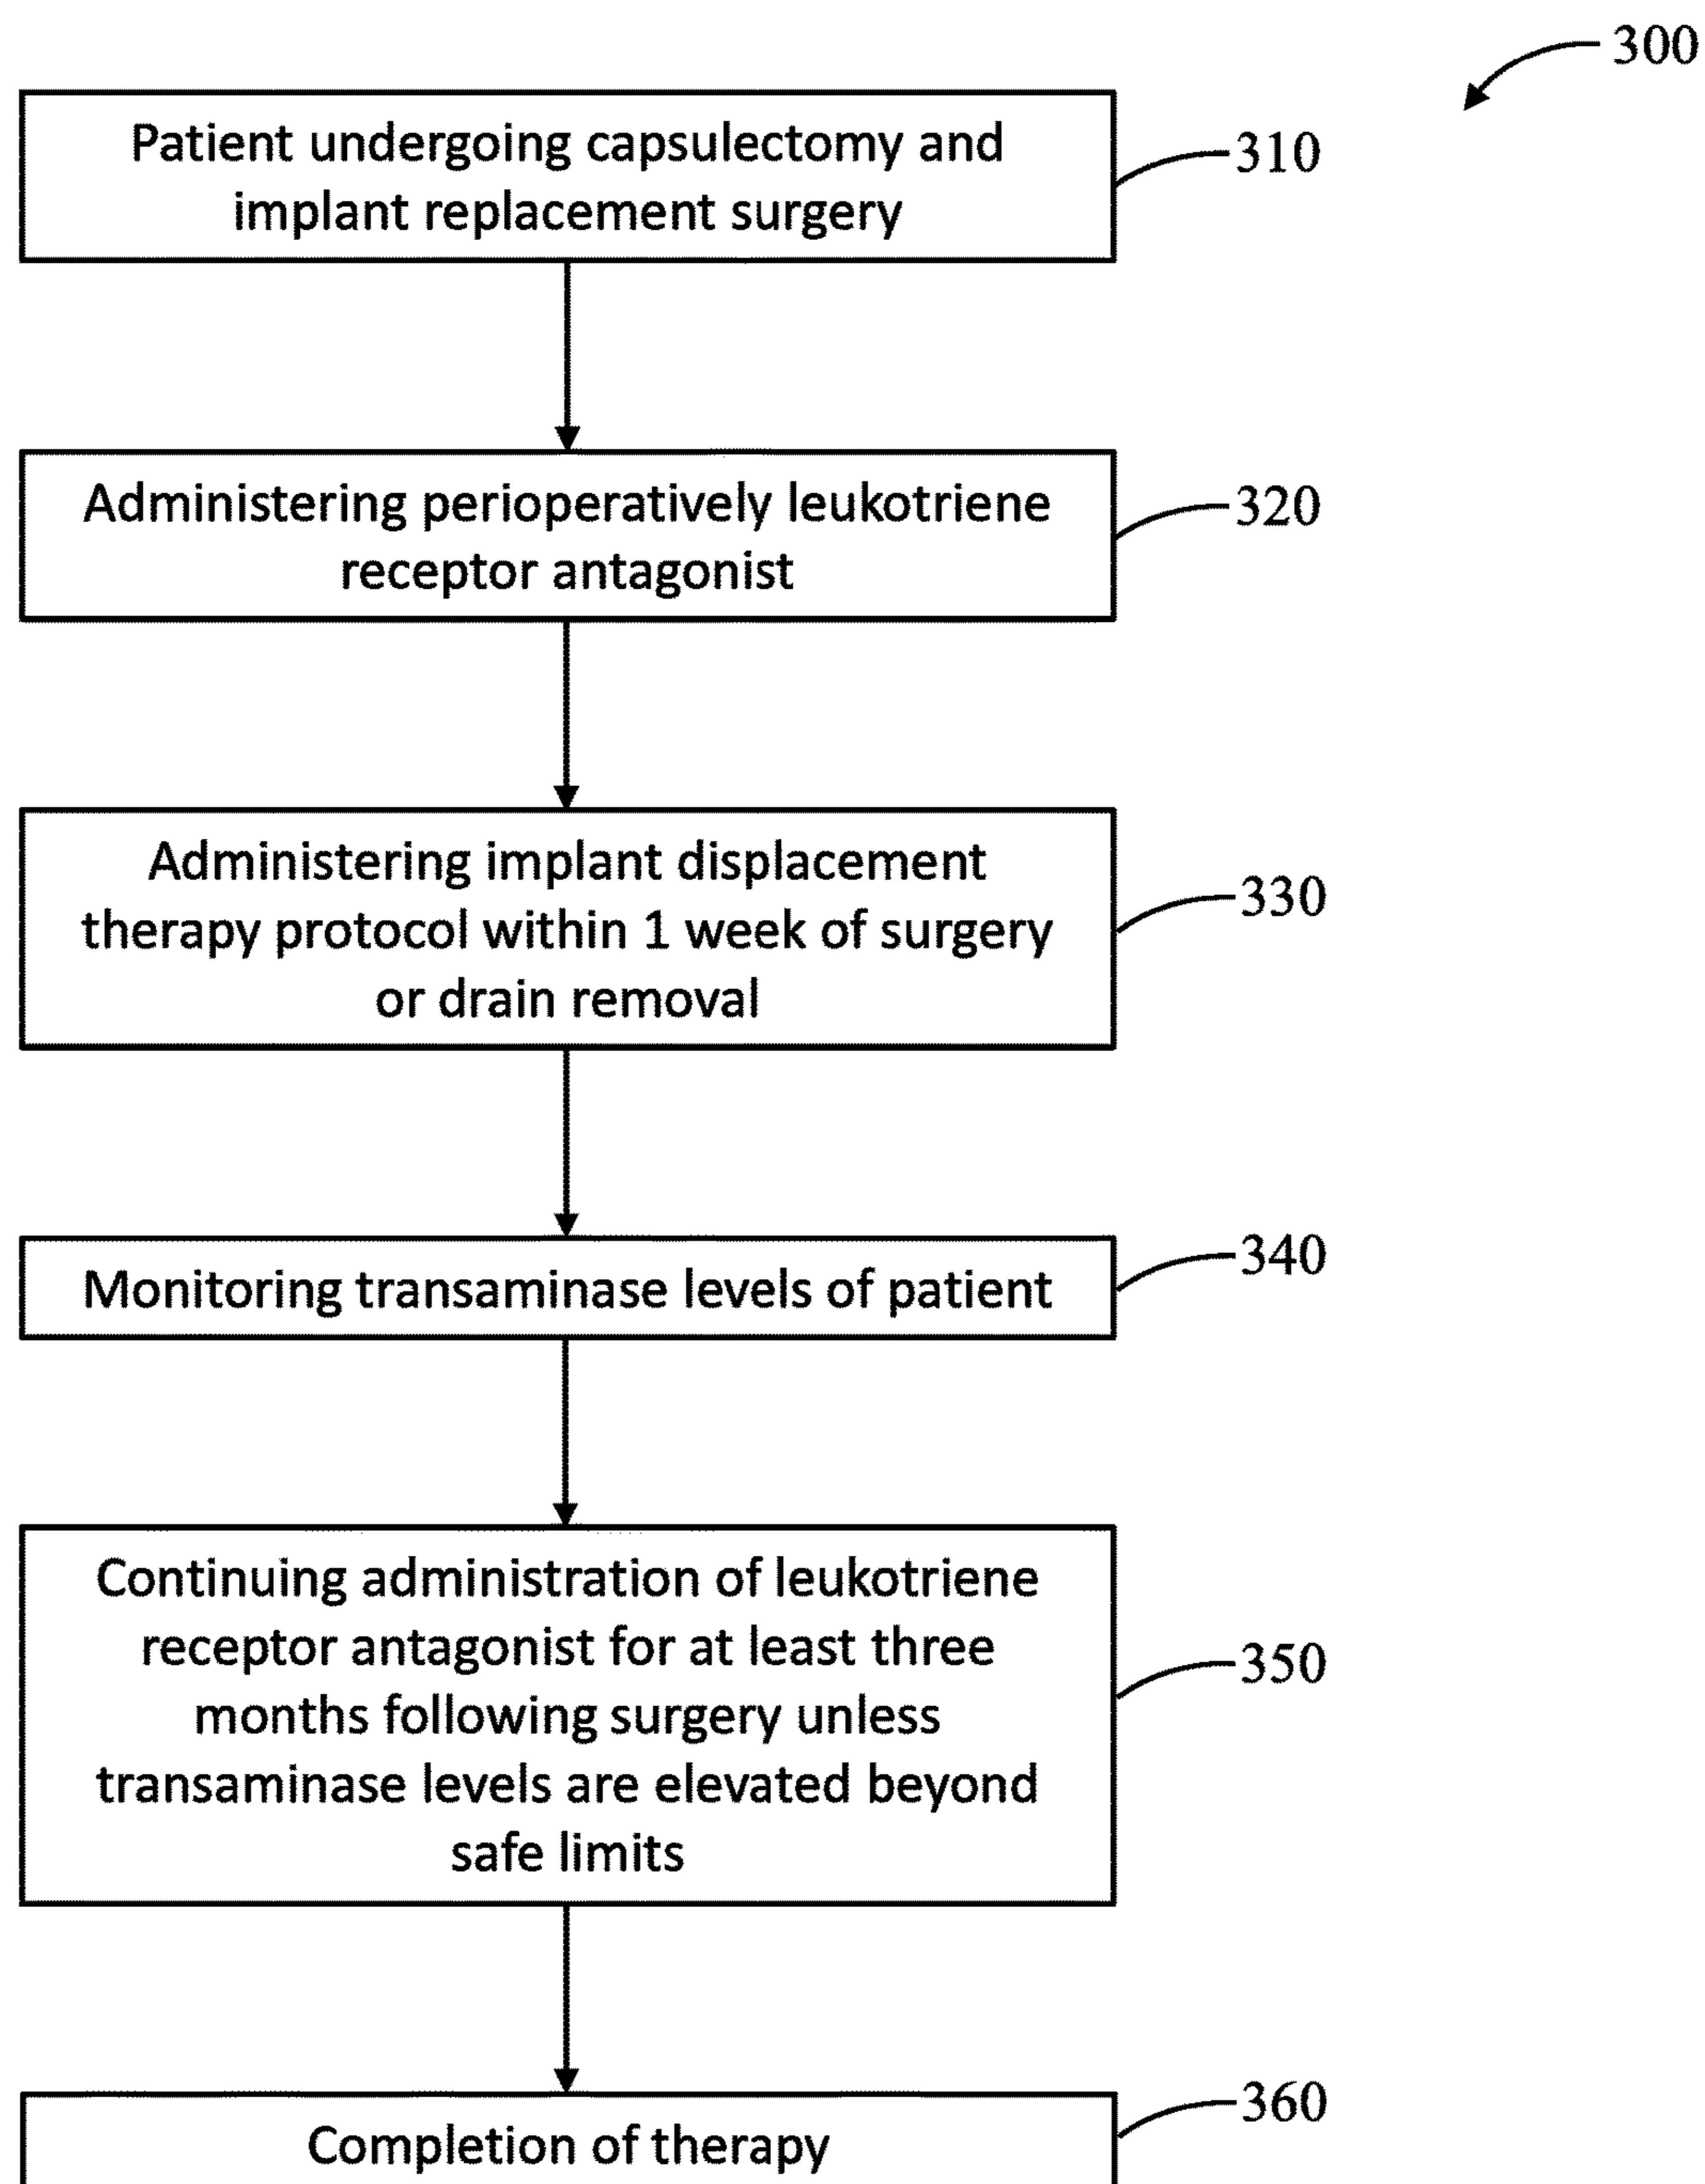 300
Patient undergoing capsulectomy and
implant replacement surgery
310
Administering perioperatively leukotriene
receptor antagonist
320
Administering implant displacement
therapy protocol within 1 week of surgery
or drain removal
330
Monitoring transaminase levels of patient
340
Continuing administration of leukotriene
receptor antagonist for at least three
months following surgery unless
transaminase levels are elevated beyond
safe limits
350
Completion of therapy
360